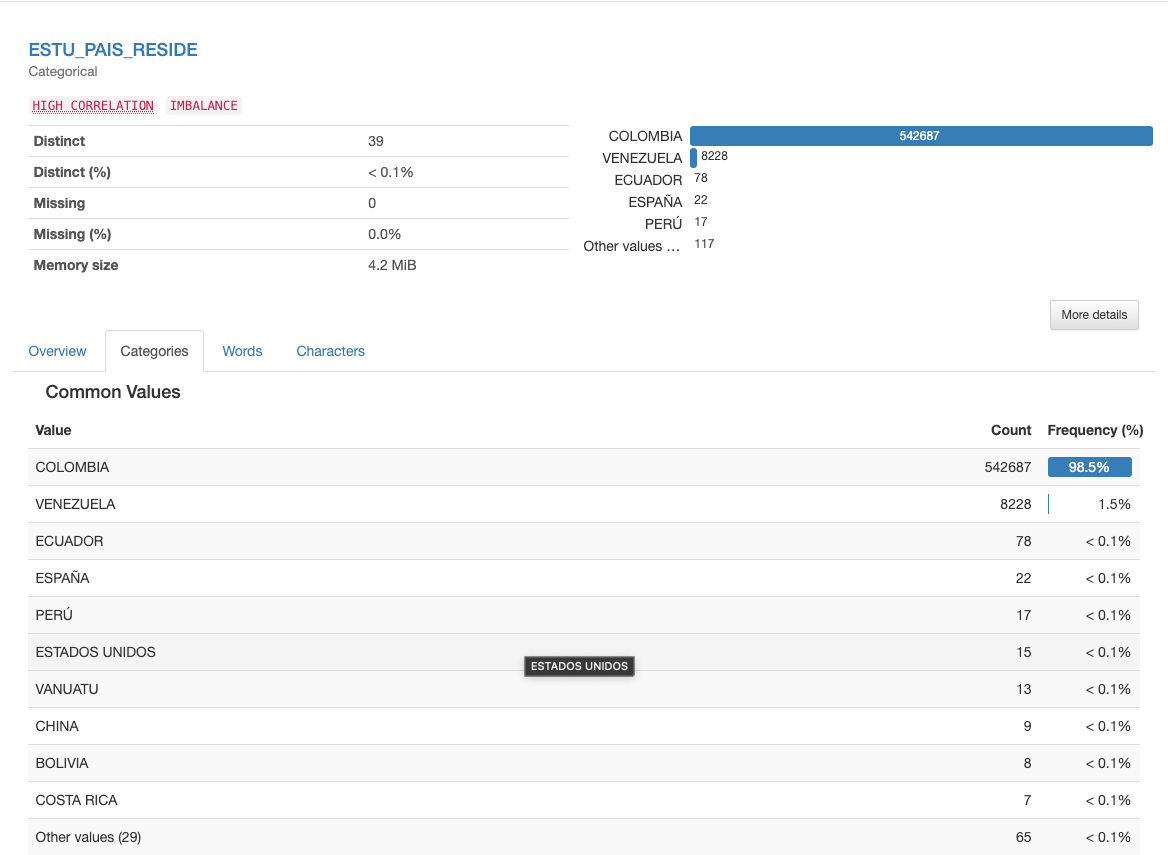 ESTU_PAIS_RESIDE
Categorical
HIGH CORRELATION IMBALANCE
Distinct 39
Distinct (%) < 0.1%
Missing 0
Missing (%) 0.0%
Memory size 4.2 MiB
COLOMBIA 542687
VENEZUELA 8228
ECUADOR 78
ESPAÑA 22
PERÚ 17
Other values ... 117
More details
Overview Categories Words Characters
Common Values
Value Count Frequency (%)
COLOMBIA 542687 98.5%
VENEZUELA 8228 1.5%
ECUADOR 78 < 0.1%
ESPAÑA 22 < 0.1%
PERÚ 17 < 0.1%
ESTADOS UNIDOS 15 < 0.1%
ESTADOS UNIDOS
VANUATU 13 < 0.1%
CHINA 9 < 0.1%
BOLIVIA 8 < 0.1%
COSTA RICA 7 < 0.1%
Other values (29) 65 < 0.1%